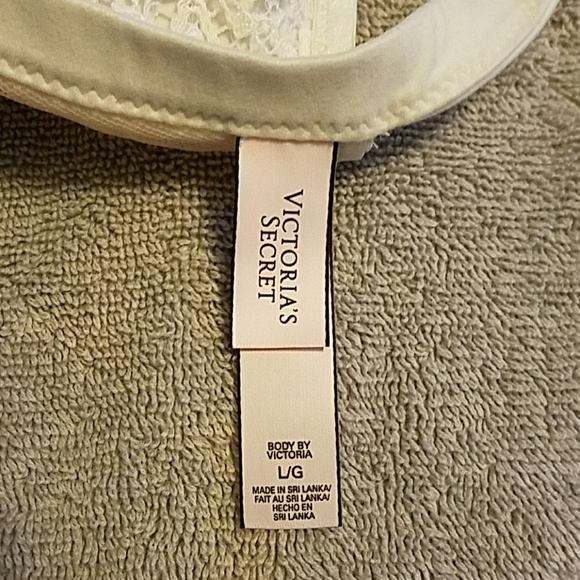 VICTORIA'S
SECRET
BODY BY
VICTORIA
L/G
MADE IN SRI LANKA/
FAIT AU SRI LANKA/
HECHO EN
SRI LANKA